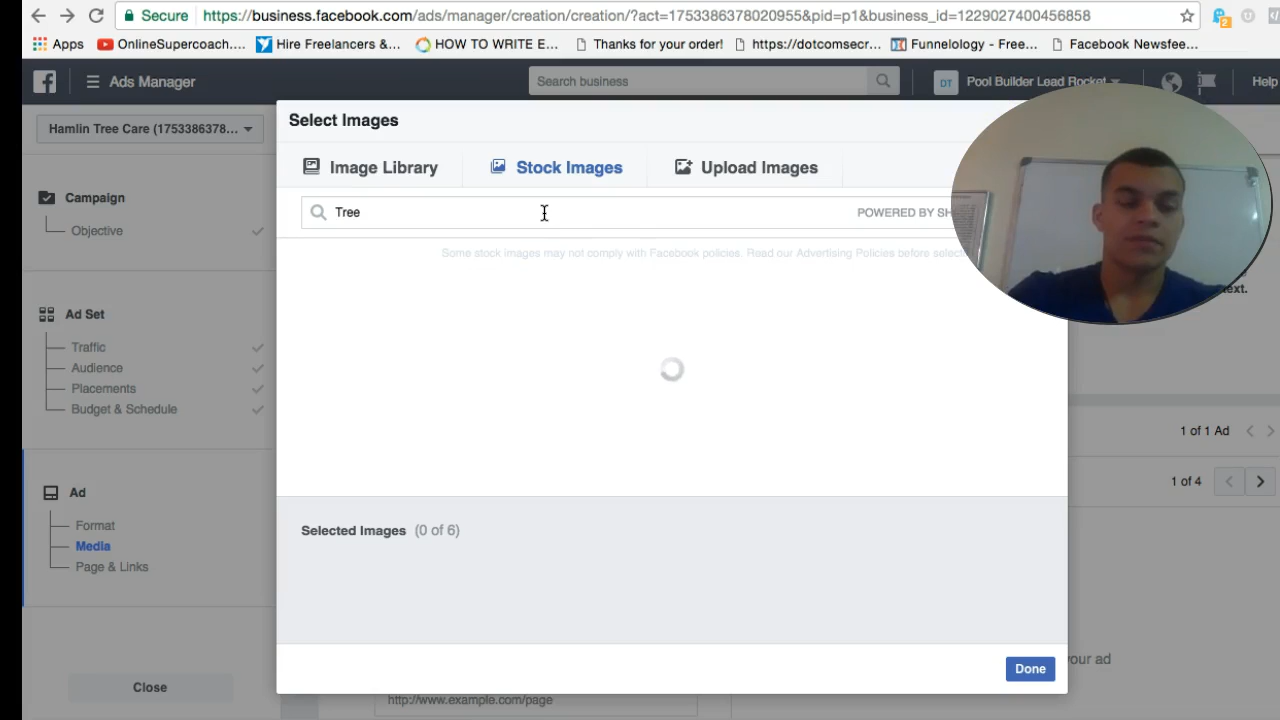 Secure https://business.facebook.com/ads/manager/creation/creation/?act=1753386378020955&pid=p1&business_id=1229027400456858
2
Apps OnlineSupercoach.... Hire Freelancers &... HOW TO WRITE E... Thanks for your order! https://dotcomsecr... Funnelology - Free... Facebook Newsfee...
Ads Manager
Search business
DT Pool Builder Lead Rocket
Help
Hamlin Tree Care (1753386378...
Campaign
Objective
Ad Set
Traffic
Audience
Placements
Budget & Schedule
Ad
Format
Media
Page & Links
Close
Select Images
Image Library
Stock Images
Upload Images
Tree
POWERED BY
Some stock images may not comply with Facebook policies. Read our Advertising Policies before
text.
Selected Images (0 of 6)
Done
1 of 1 Ad
1 of 4
your ad
http://www.example.com/page